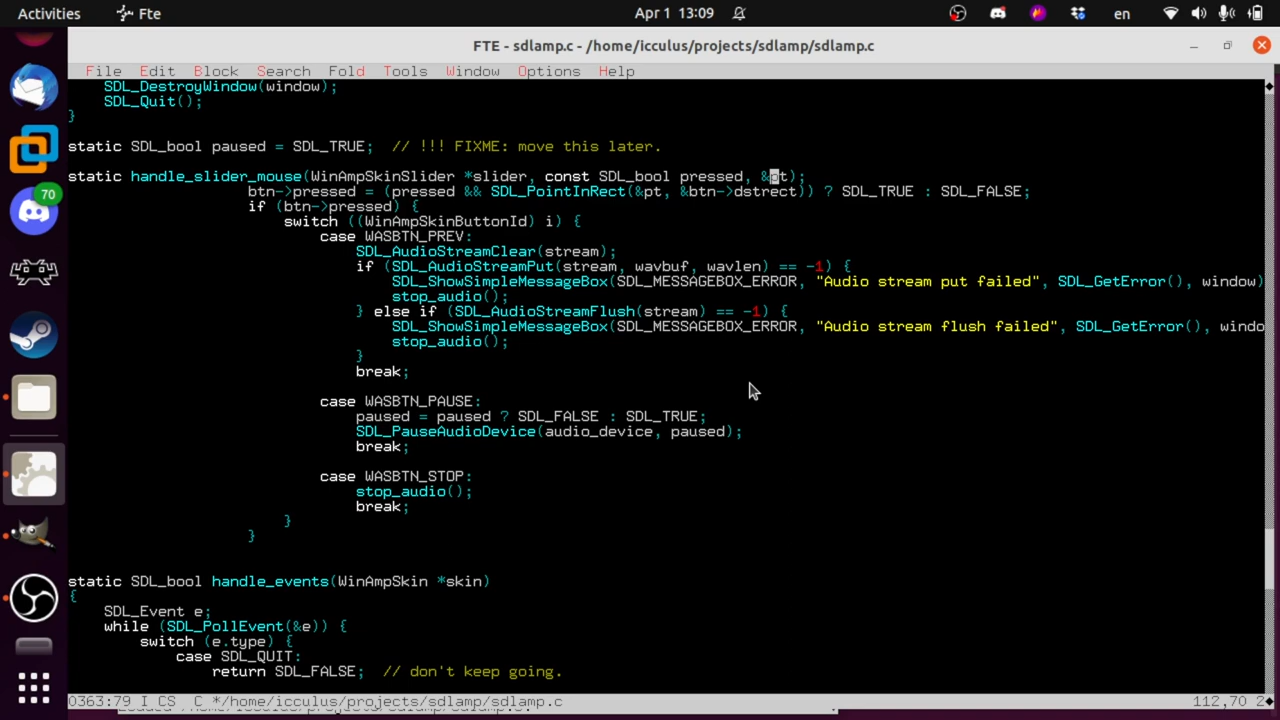 Activities Fte Apr 1 13:09 en
FTE - sdlamp.c - /home/icculus/projects/sdlamp/sdlamp.c
File Edit Block Search Fold Tools Window Options Help
SDL_DestroyWindow(window);
SDL_Quit();
}
static SDL_bool paused = SDL_TRUE;  // !!! FIXME: move this later.
static handle_slider_mouse(WinAmpSkinSlider *slider, const SDL_bool pressed, &pt);
btn->pressed = (pressed && SDL_PointInRect(&pt, &btn->dstrect)) ? SDL_TRUE : SDL_FALSE;
if (btn->pressed) {
switch ((WinAmpSkinButtonId) i) {
case WASBTN_PREV:
SDL_AudioStreamClear(stream);
if (SDL_AudioStreamPut(stream, wavbuf, wavlen) == -1) {
SDL_ShowSimpleMessageBox(SDL_MESSAGEBOX_ERROR, "Audio stream put failed", SDL_GetError(), window)
stop_audio();
} else if (SDL_AudioStreamFlush(stream) == -1) {
SDL_ShowSimpleMessageBox(SDL_MESSAGEBOX_ERROR, "Audio stream flush failed", SDL_GetError(), windo
stop_audio();
}
break;
case WASBTN_PAUSE:
paused = paused ? SDL_FALSE : SDL_TRUE;
SDL_PauseAudioDevice(audio_device, paused);
break;
case WASBTN_STOP:
stop_audio();
break;
}
}
static SDL_bool handle_events(WinAmpSkin *skin)
{
SDL_Event e;
while (SDL_PollEvent(&e)) {
switch (e.type) {
case SDL_QUIT:
return SDL_FALSE;  // don't keep going.
0363:79 I CS  C */home/icculus/projects/sdlamp/sdlamp.c 112,70 2
70